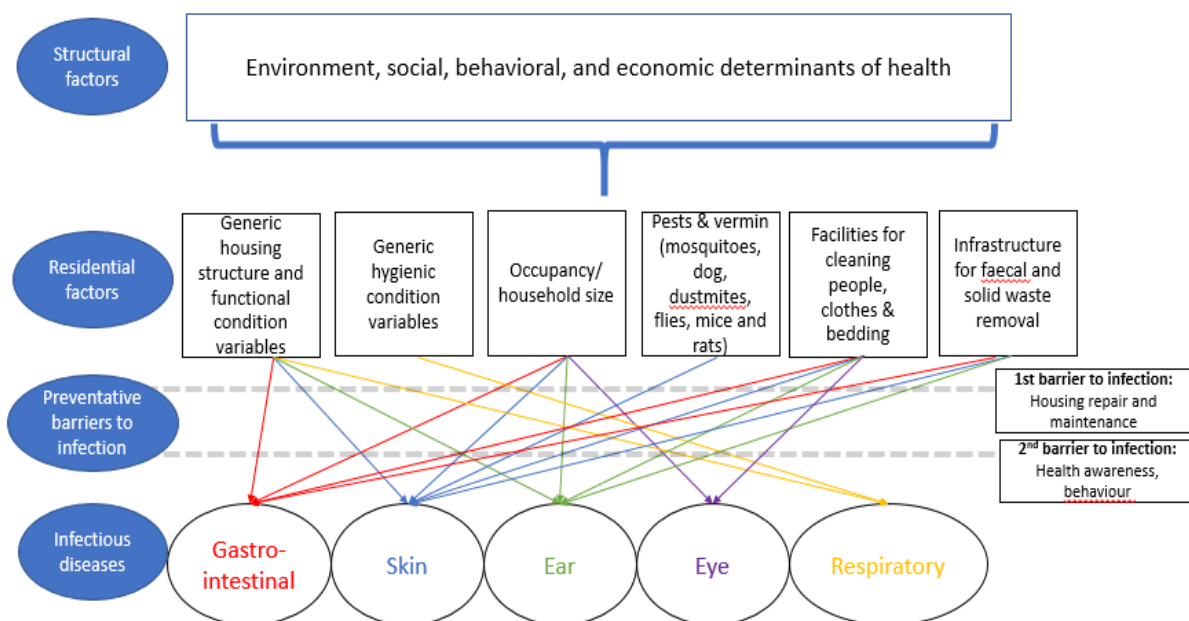 Structural
factors
Environment, social, behavioral, and economic determinants of health
Residential
factors
Generic
housing
structure and
functional
condition
variables
Generic
hygienic
condition
variables
Occupancy/
household size
Pests & vermin
(mosquitoes,
dog,
dustmites,
flies, mice and
rats)
Facilities for
cleaning
people,
clothes &
bedding
Infrastructure
for faecal and
solid waste
removal
Preventative
barriers to
infection
1st barrier to infection:
Housing repair and
maintenance
2nd barrier to infection:
Health awareness,
behaviour
Infectious
diseases
Gastro-
intestinal
Skin
Ear
Eye
Respiratory